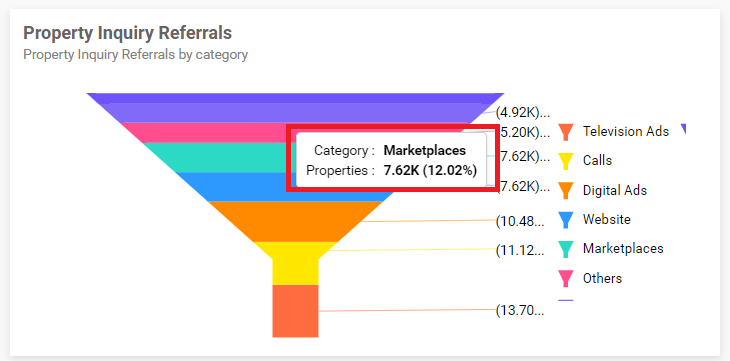 Property Inquiry Referrals
Property Inquiry Referrals by category
(4.92K)...
(5.20K)...
(7.62K)...
(7.62K)...
(10.48...
(11.12...
(13.70...
Category : Marketplaces
Properties : 7.62K (12.02%)
Television Ads
Calls
Digital Ads
Website
Marketplaces
Others